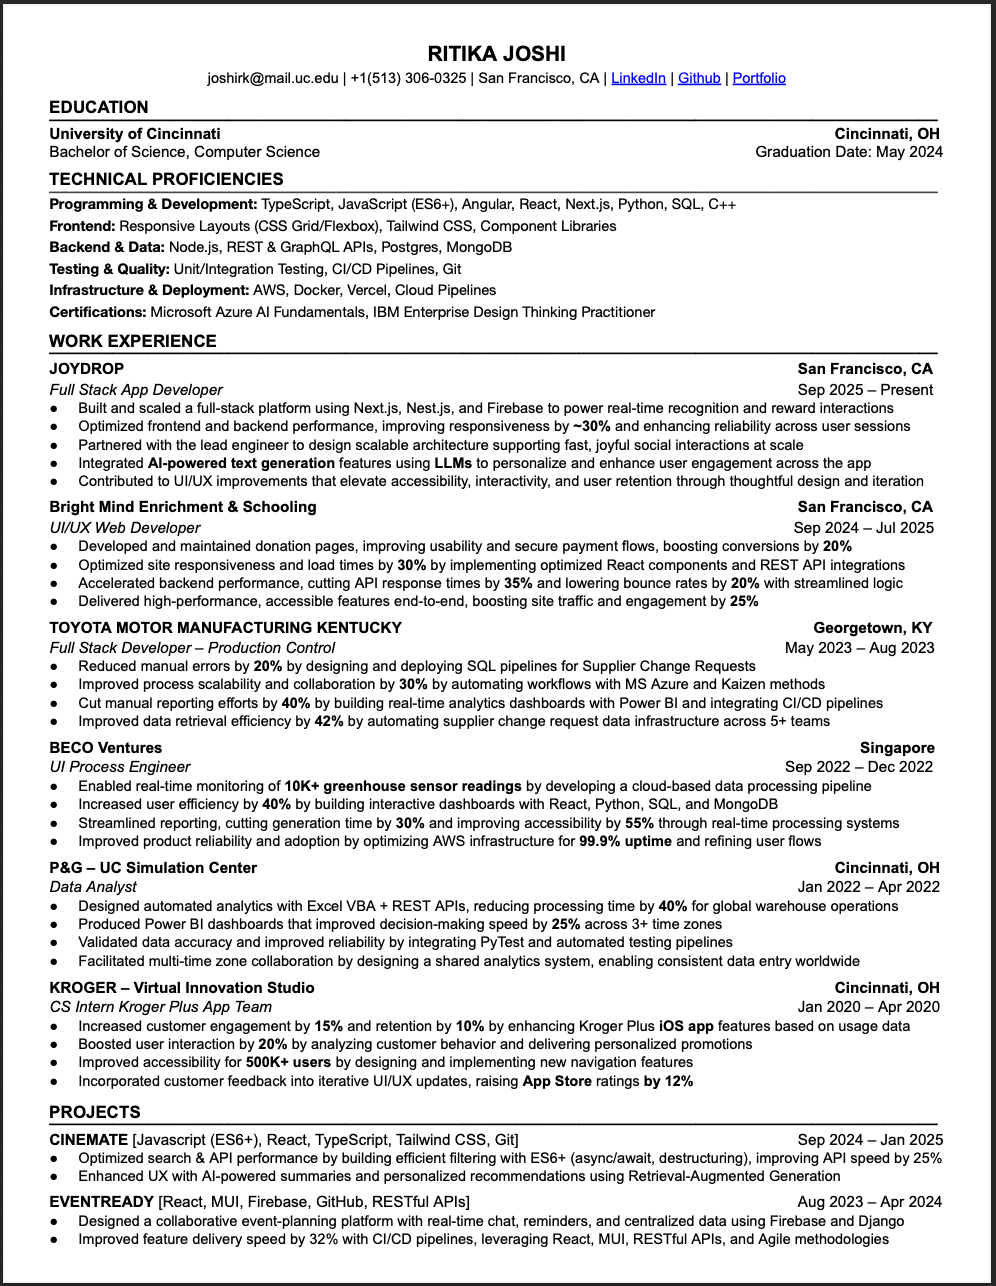 RITIKA JOSHI
joshirk@mail.uc.edu | +1(513) 306-0325 | San Francisco, CA | LinkedIn | Github | Portfolio
EDUCATION
University of Cincinnati Cincinnati, OH
Bachelor of Science, Computer Science Graduation Date: May 2024
TECHNICAL PROFICIENCIES
Programming & Development: TypeScript, JavaScript (ES6+), Angular, React, Next.js, Python, SQL, C++
Frontend: Responsive Layouts (CSS Grid/Flexbox), Tailwind CSS, Component Libraries
Backend & Data: Node.js, REST & GraphQL APIs, Postgres, MongoDB
Testing & Quality: Unit/Integration Testing, CI/CD Pipelines, Git
Infrastructure & Deployment: AWS, Docker, Vercel, Cloud Pipelines
Certifications: Microsoft Azure AI Fundamentals, IBM Enterprise Design Thinking Practitioner
WORK EXPERIENCE
JOYDROP San Francisco, CA
Full Stack App Developer Sep 2025 – Present
● Built and scaled a full-stack platform using Next.js, Nest.js, and Firebase to power real-time recognition and reward interactions
● Optimized frontend and backend performance, improving responsiveness by ~30% and enhancing reliability across user sessions
● Partnered with the lead engineer to design scalable architecture supporting fast, joyful social interactions at scale
● Integrated AI-powered text generation features using LLMs to personalize and enhance user engagement across the app
● Contributed to UI/UX improvements that elevate accessibility, interactivity, and user retention through thoughtful design and iteration
Bright Mind Enrichment & Schooling San Francisco, CA
UI/UX Web Developer Sep 2024 – Jul 2025
● Developed and maintained donation pages, improving usability and secure payment flows, boosting conversions by 20%
● Optimized site responsiveness and load times by 30% by implementing optimized React components and REST API integrations
● Accelerated backend performance, cutting API response times by 35% and lowering bounce rates by 20% with streamlined logic
● Delivered high-performance, accessible features end-to-end, boosting site traffic and engagement by 25%
TOYOTA MOTOR MANUFACTURING KENTUCKY Georgetown, KY
Full Stack Developer – Production Control May 2023 – Aug 2023
● Reduced manual errors by 20% by designing and deploying SQL pipelines for Supplier Change Requests
● Improved process scalability and collaboration by 30% by automating workflows with MS Azure and Kaizen methods
● Cut manual reporting efforts by 40% by building real-time analytics dashboards with Power BI and integrating CI/CD pipelines
● Improved data retrieval efficiency by 42% by automating supplier change request data infrastructure across 5+ teams
BECO Ventures Singapore
UI Process Engineer Sep 2022 – Dec 2022
● Enabled real-time monitoring of 10K+ greenhouse sensor readings by developing a cloud-based data processing pipeline
● Increased user efficiency by 40% by building interactive dashboards with React, Python, SQL, and MongoDB
● Streamlined reporting, cutting generation time by 30% and improving accessibility by 55% through real-time processing systems
● Improved product reliability and adoption by optimizing AWS infrastructure for 99.9% uptime and refining user flows
P&G – UC Simulation Center Cincinnati, OH
Data Analyst Jan 2022 – Apr 2022
● Designed automated analytics with Excel VBA + REST APIs, reducing processing time by 40% for global warehouse operations
● Produced Power BI dashboards that improved decision-making speed by 25% across 3+ time zones
● Validated data accuracy and improved reliability by integrating PyTest and automated testing pipelines
● Facilitated multi-time zone collaboration by designing a shared analytics system, enabling consistent data entry worldwide
KROGER – Virtual Innovation Studio Cincinnati, OH
CS Intern Kroger Plus App Team Jan 2020 – Apr 2020
● Increased customer engagement by 15% and retention by 10% by enhancing Kroger Plus iOS app features based on usage data
● Boosted user interaction by 20% by analyzing customer behavior and delivering personalized promotions
● Improved accessibility for 500K+ users by designing and implementing new navigation features
● Incorporated customer feedback into iterative UI/UX updates, raising App Store ratings by 12%
PROJECTS
CINEMATE [Javascript (ES6+), React, TypeScript, Tailwind CSS, Git] Sep 2024 – Jan 2025
● Optimized search & API performance by building efficient filtering with ES6+ (async/await, destructuring), improving API speed by 25%
● Enhanced UX with AI-powered summaries and personalized recommendations using Retrieval-Augmented Generation
EVENTREADY [React, MUI, Firebase, GitHub, RESTful APIs] Aug 2023 – Apr 2024
● Designed a collaborative event-planning platform with real-time chat, reminders, and centralized data using Firebase and Django
● Improved feature delivery speed by 32% with CI/CD pipelines, leveraging React, MUI, RESTful APIs, and Agile methodologies